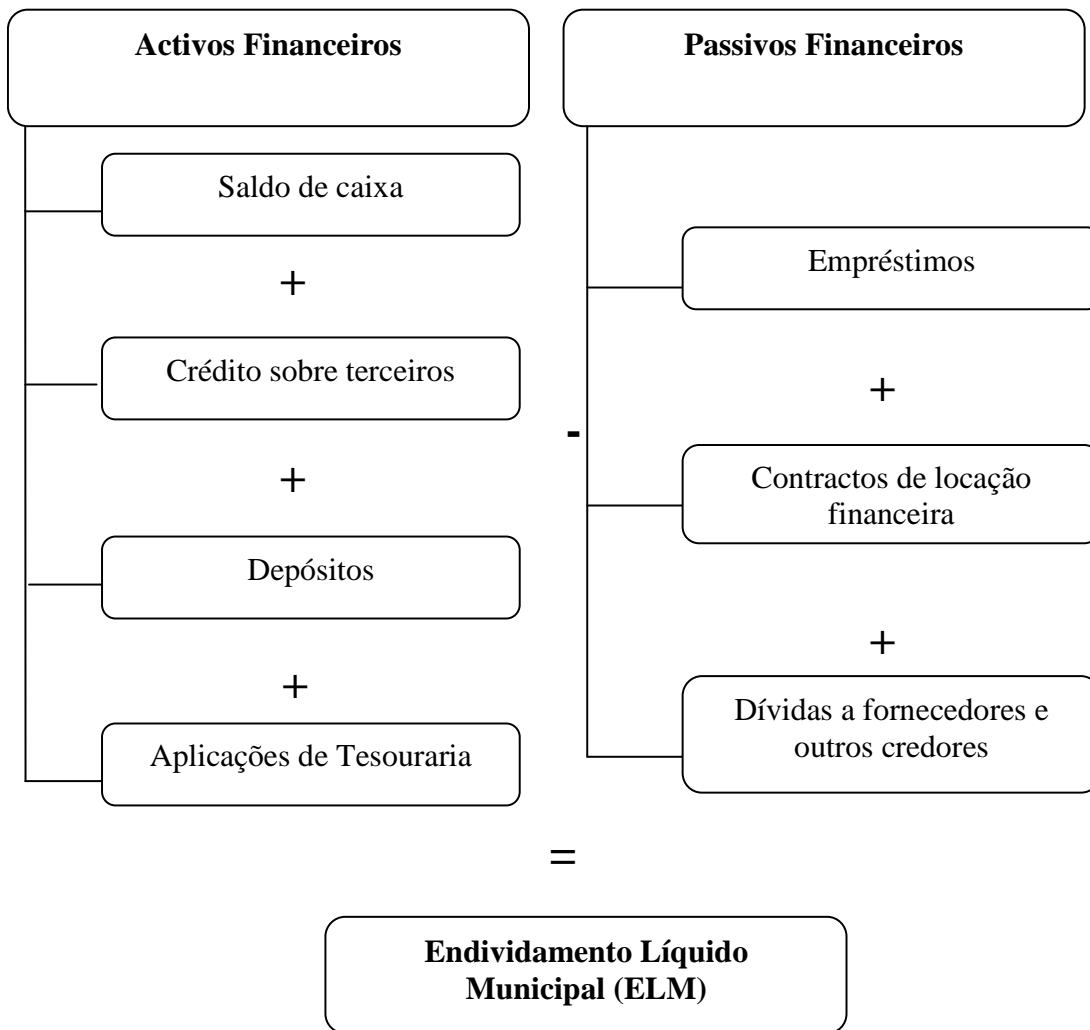 Activos Financeiros
Saldo de caixa
+
Crédito sobre terceiros
+
Depósitos
+
Aplicações de Tesouraria
-
Passivos Financeiros
Empréstimos
+
Contractos de locação
financeira
+
Dívidas a fornecedores e
outros credores
=
Endividamento Líquido
Municipal (ELM)